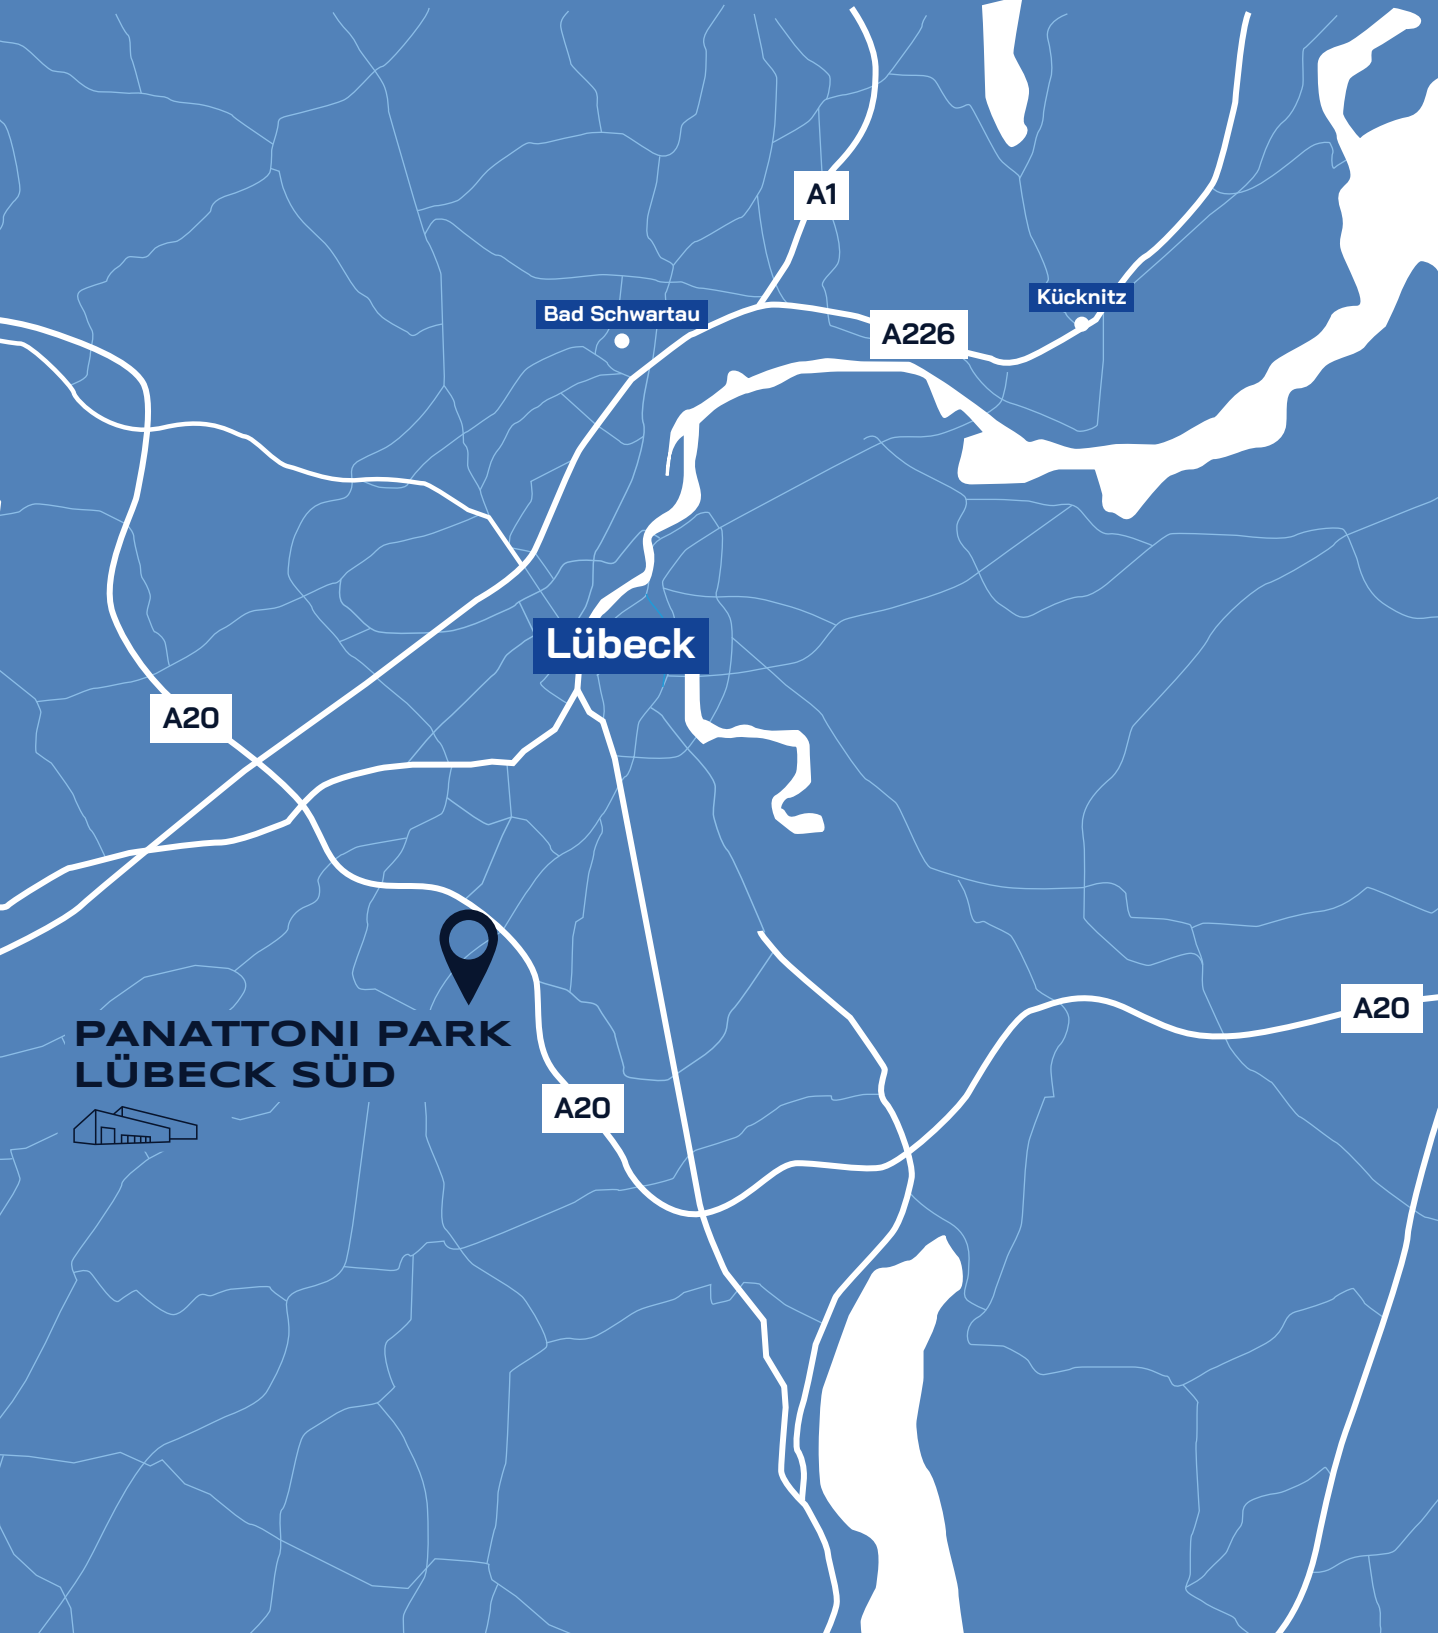 A1
Kücknitz
Bad Schwartau
A226
Lübeck
A20
A20
PANATTONI PARK
LÜBECK SÜD
A20